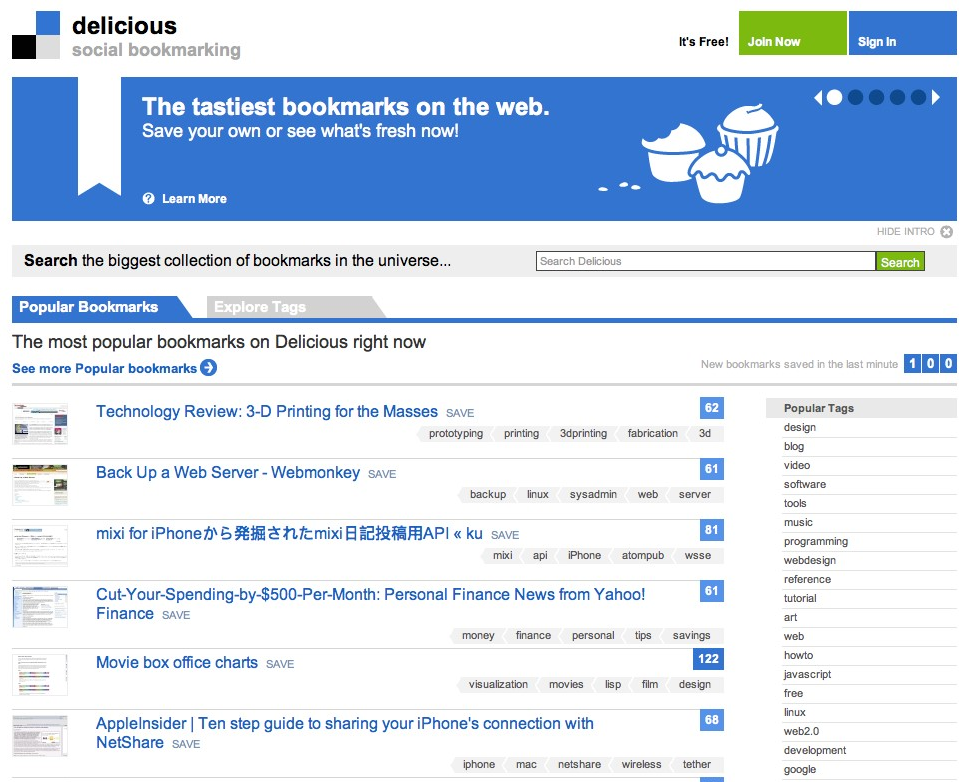 delicious
social bookmarking
It's Free!
Join Now
Sign In
The tastiest bookmarks on the web.
Save your own or see what's fresh now!
? Learn More
HIDE INTRO
Search the biggest collection of bookmarks in the universe...
Search Delicious
Search
Popular Bookmarks
Explore Tags
The most popular bookmarks on Delicious right now
See more Popular bookmarks
New bookmarks saved in the last minute 1 0 0
Technology Review: 3-D Printing for the Masses SAVE 62
prototyping printing 3dprinting fabrication 3d
Back Up a Web Server - Webmonkey SAVE 61
backup linux sysadmin web server
mixi for iPhoneから発掘されたmixi日記投稿用API « ku SAVE 81
mixi api iPhone atompub wsse
Cut-Your-Spending-by-$500-Per-Month: Personal Finance News from Yahoo! 61
Finance SAVE
money finance personal tips savings
Movie box office charts SAVE 122
visualization movies lisp film design
AppleInsider | Ten step guide to sharing your iPhone's connection with 68
NetShare SAVE
iphone mac netshare wireless tether
Popular Tags
design
blog
video
software
tools
music
programming
webdesign
reference
tutorial
art
web
howto
javascript
free
linux
web2.0
development
google